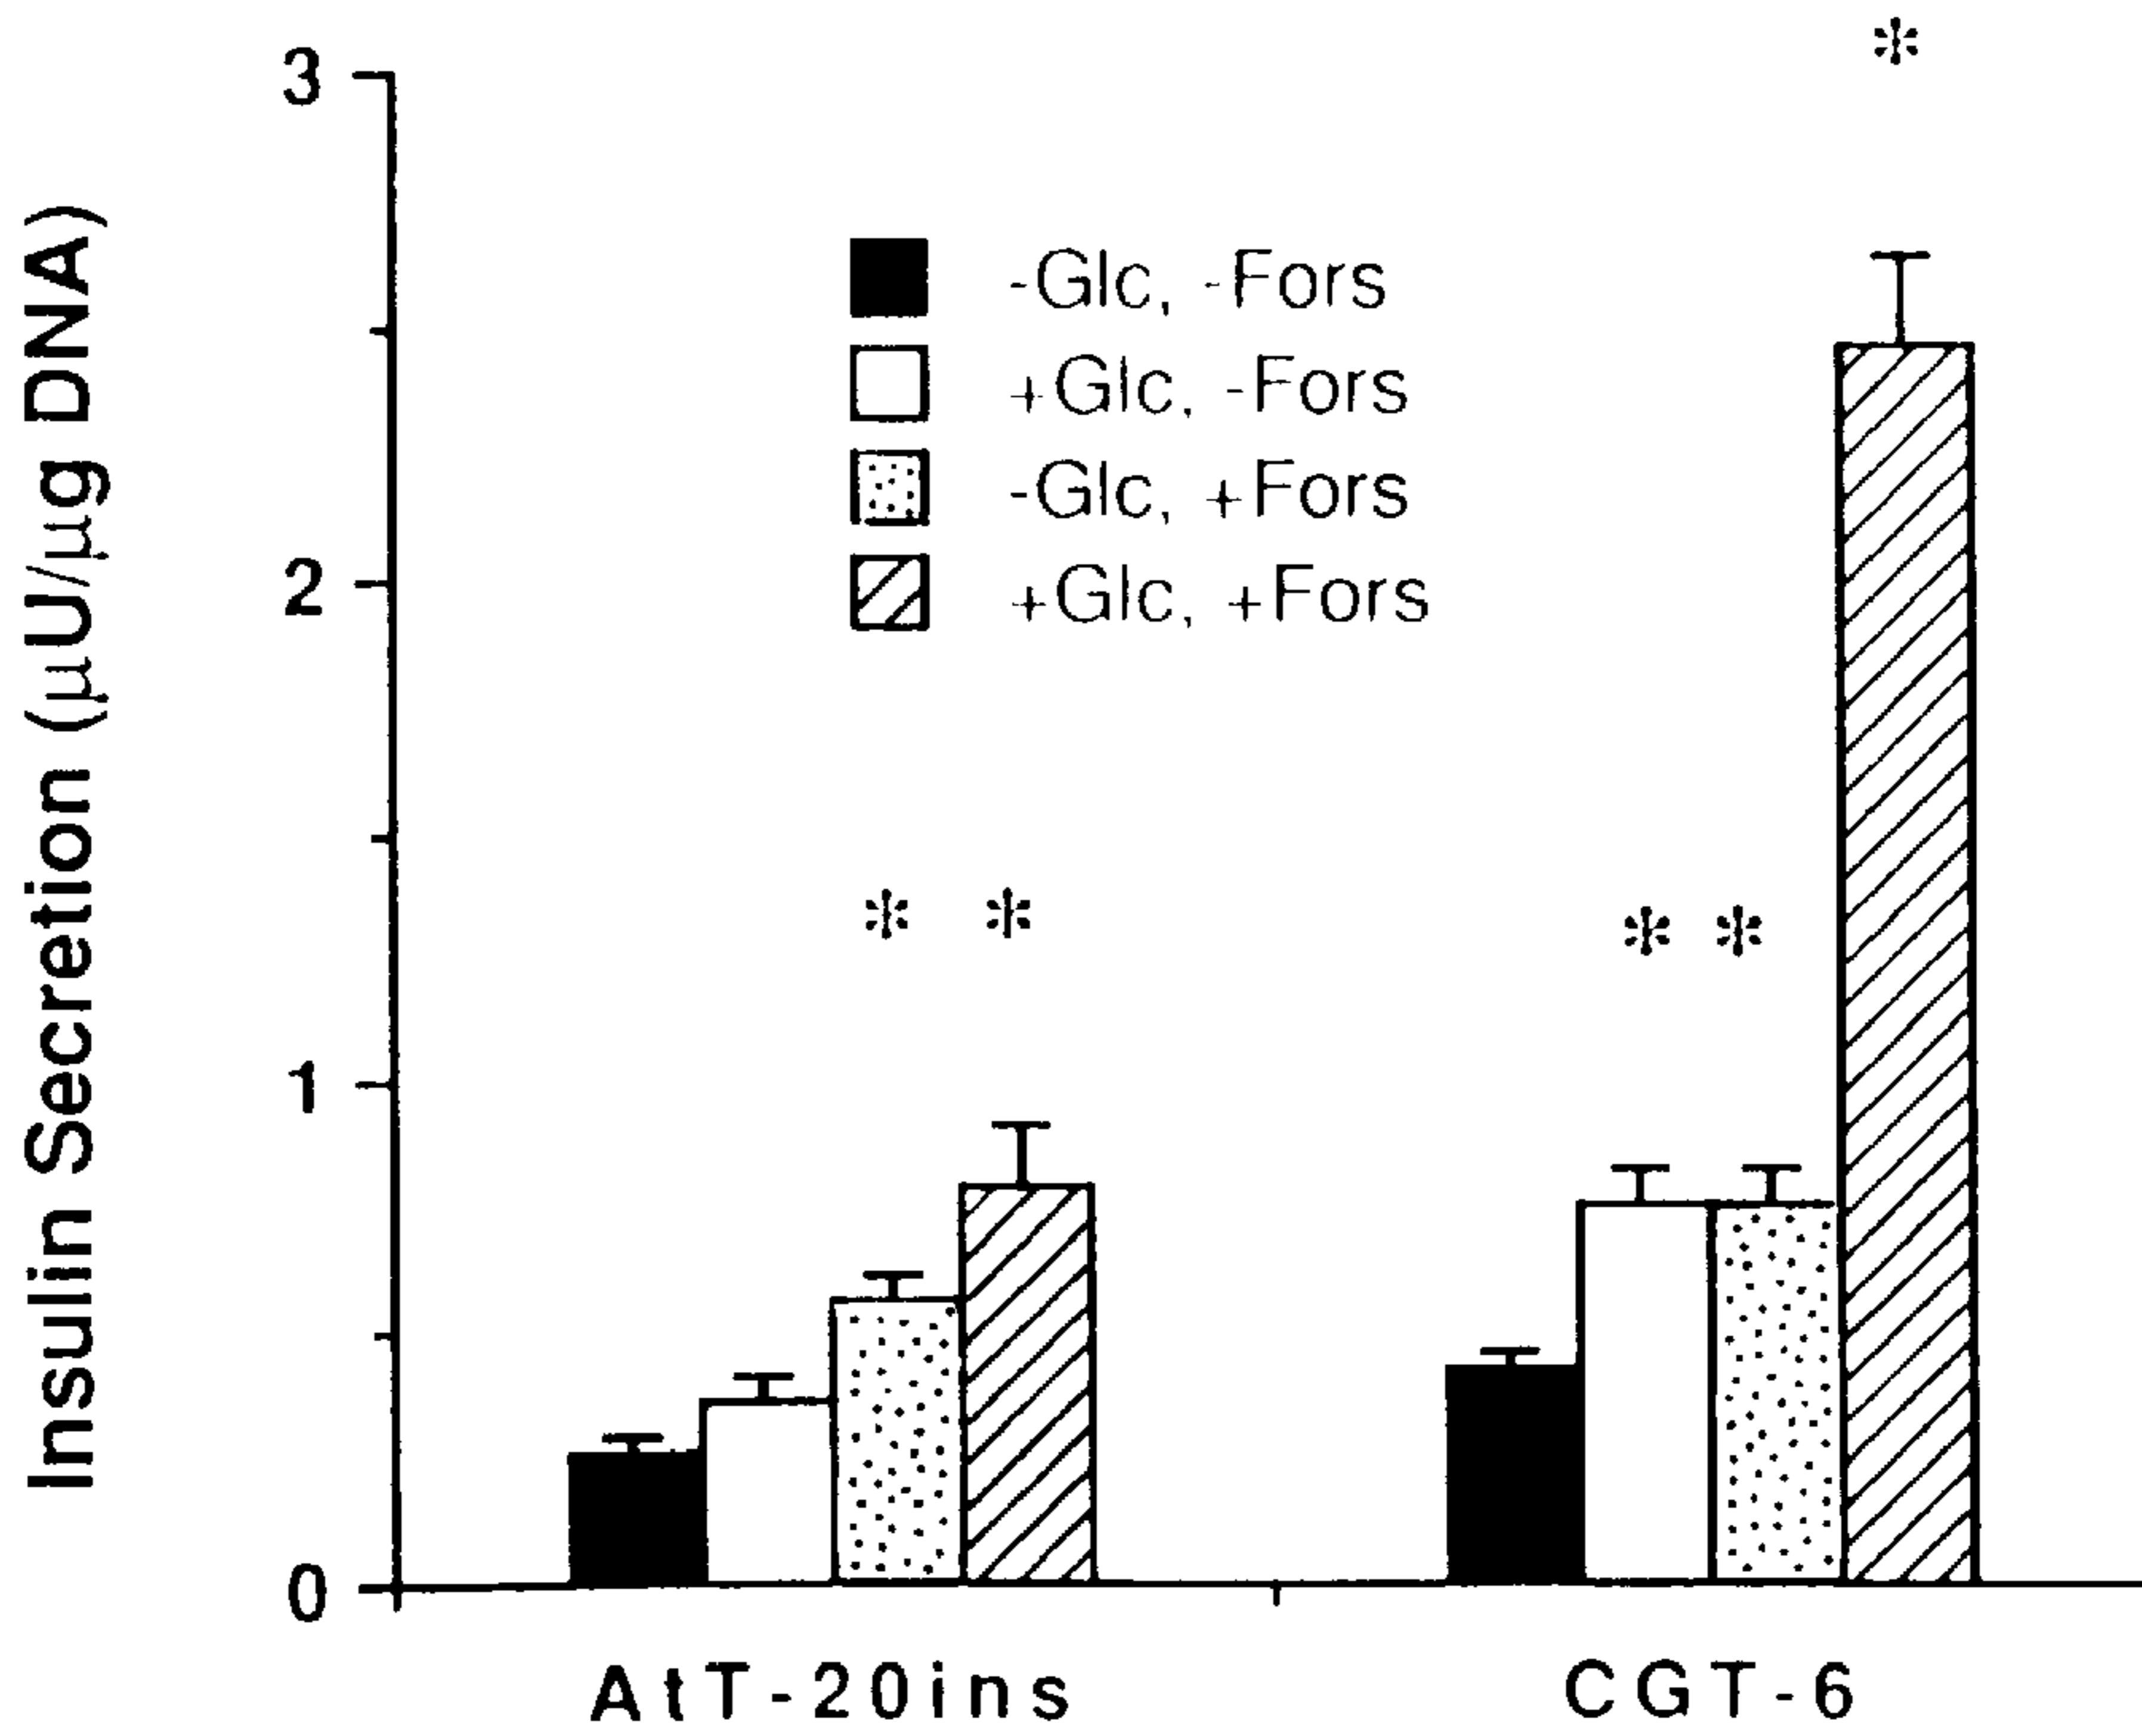 Insulin Secretion (µU/µg DNA)
3
2
1
0
-Glc, -Fors
+Glc, -Fors
-Glc, +Fors
+Glc, +Fors
*
* *
* *
AtT-20ins
CGT-6